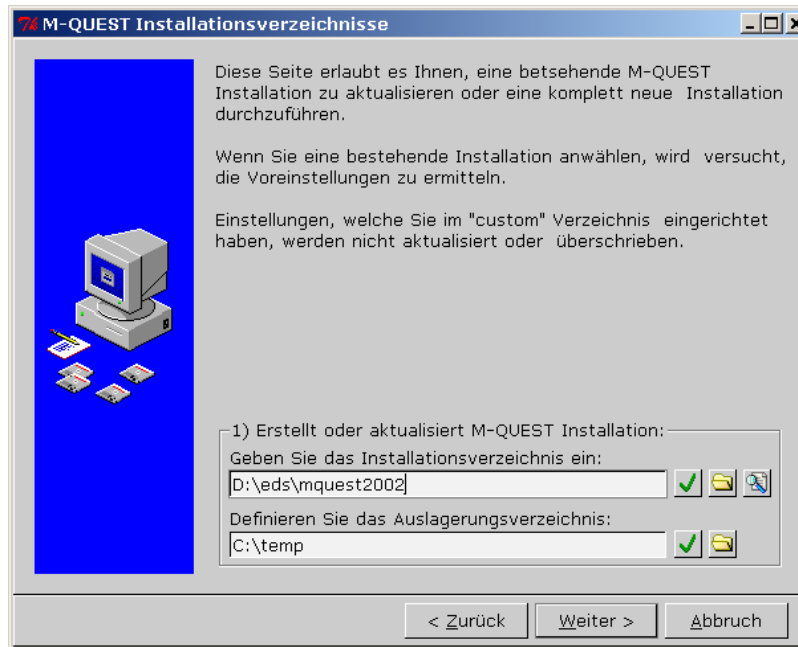 M-QUEST Installationsverzeichnisse
Diese Seite erlaubt es Ihnen, eine betsehende M-QUEST
Installation zu aktualisieren oder eine komplett neue Installation
durchzuführen.
Wenn Sie eine bestehende Installation anwählen, wird versucht,
die Voreinstellungen zu ermitteln.
Einstellungen, welche Sie im "custom" Verzeichnis eingerichtet
haben, werden nicht aktualisiert oder überschrieben.
1) Erstellt oder aktualisiert M-QUEST Installation:
Geben Sie das Installationsverzeichnis ein:
D:\eds\mquest2002
Definieren Sie das Auslagerungsverzeichnis:
C:\temp
< Zurück Weiter > Abbruch